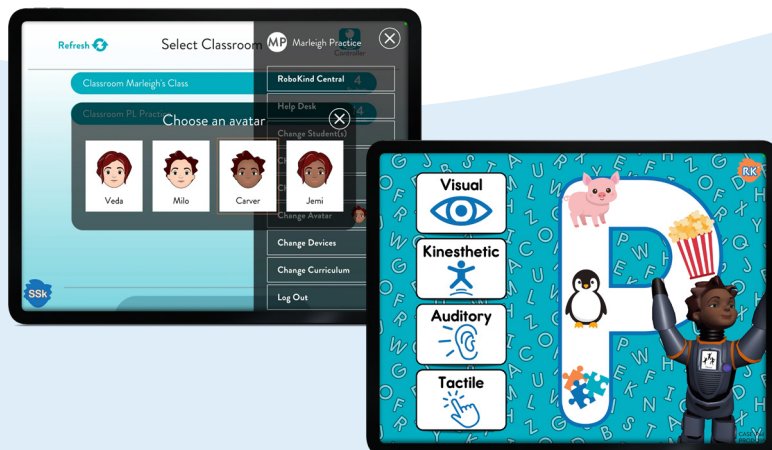 Refresh
Select Classroom
MP Marleigh Practice
Classroom Marleigh's Class
4
RoboKind Central
Classroom PL
Help Desk
4
Choose an avatar
Change Student(s)
Veda
Milo
Carver
Jemi
Change Avatar
Change Devices
Change Curriculum
Log Out
SSk
Visual
Kinesthetic
Auditory
Tactile
P
RK